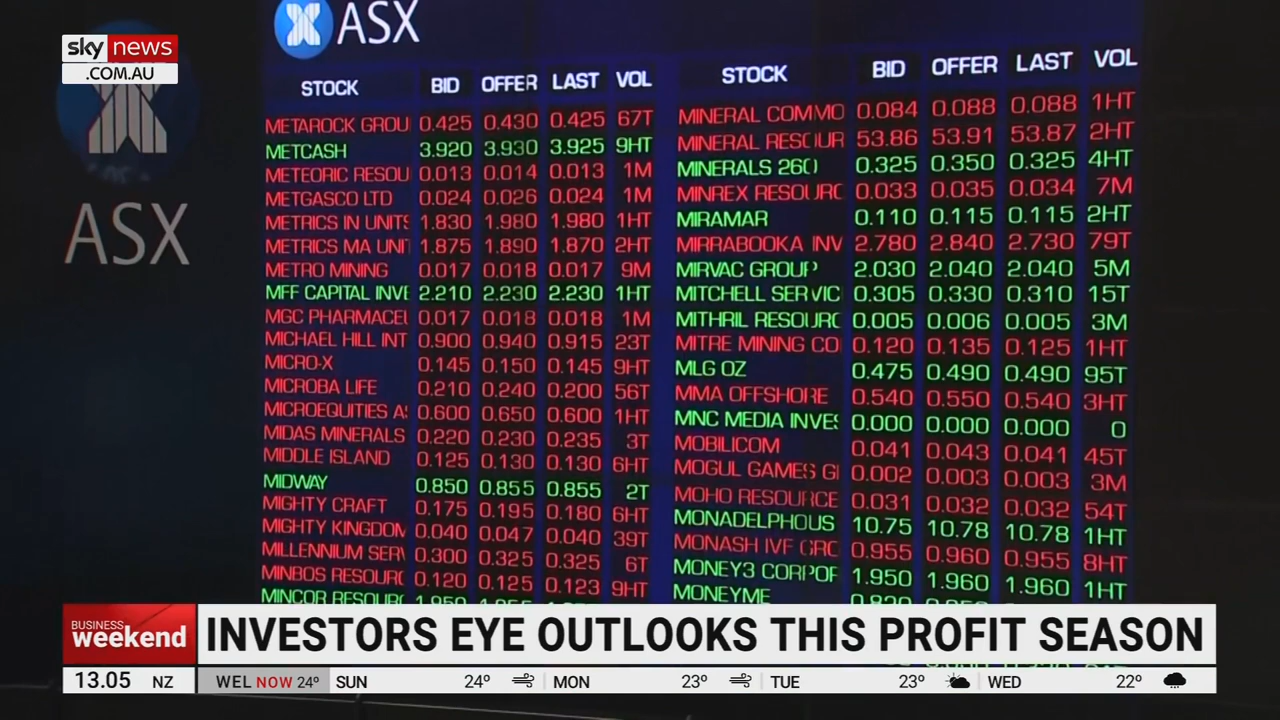 sky news
.COM.AU
ASX
ASX
STOCK BID OFFER LAST VOL
METAROCK GROU 0.425 0.430 0.425 67T
METCASH 3.920 3.930 3.925 9HT
METEORIC RESOU 0.013 0.014 0.013 1M
METGASCO LTD 0.024 0.026 0.024 1M
METRICS IN UNITS 1.830 1.980 1.980 1HT
METRICS MA UNIT 1.875 1.890 1.870 2HT
METRO MINING 0.017 0.018 0.017 9M
MFF CAPITAL INVE 2.210 2.230 2.230 1HT
MGC PHARMACEU 0.017 0.018 0.018 1M
MICHAEL HILL INT 0.900 0.940 0.915 23T
MICRO-X 0.145 0.150 0.145 9HT
MICROBA LIFE 0.210 0.240 0.200 56T
MICROEQUITIES AS 0.600 0.650 0.600 1HT
MIDAS MINERALS 0.220 0.230 0.235 3T
MIDDLE ISLAND 0.125 0.130 0.130 6HT
MIDWAY 0.850 0.855 0.855 2T
MIGHTY CRAFT 0.175 0.195 0.180 6HT
MIGHTY KINGDOM 0.040 0.047 0.040 39T
MILLENNIUM SERV 0.300 0.325 0.325 6T
MINBOS RESOURC 0.120 0.125 0.123 9HT
MINCOR RESOURC
STOCK BID OFFER LAST VOL
MINERAL COMMO 0.084 0.088 0.088 1HT
MINERAL RESOUR 53.86 53.91 53.87 2HT
MINERALS 260 0.325 0.350 0.325 4HT
MINREX RESOURC 0.033 0.035 0.034 7M
MIRAMAR 0.110 0.115 0.115 2HT
MIRRABOOKA INV 2.780 2.840 2.730 79T
MIRVAC GROUP 2.030 2.040 2.040 5M
MITCHELL SERVIC 0.305 0.330 0.310 15T
MITHRIL RESOURC 0.005 0.006 0.005 3M
MITRE MINING CO 0.120 0.135 0.125 1HT
MLG OZ 0.475 0.490 0.490 95T
MMA OFFSHORE 0.540 0.550 0.540 3HT
MNC MEDIA INVES 0.000 0.000 0.000 0
MOBILICOM 0.041 0.043 0.041 45T
MOGUL GAMES G 0.002 0.003 0.003 3M
MOHO RESOURCE 0.031 0.032 0.032 54T
MONADELPHOUS 10.75 10.78 10.78 1HT
MONASH IVF GRO 0.955 0.960 0.955 8HT
MONEY3 CORPOR 1.950 1.960 1.960 1HT
MONEYME
BUSINESS weekend
INVESTORS EYE OUTLOOKS THIS PROFIT SEASON
13.05 NZ WEL NOW 24° SUN 24° MON 23° TUE 23° WED 22°